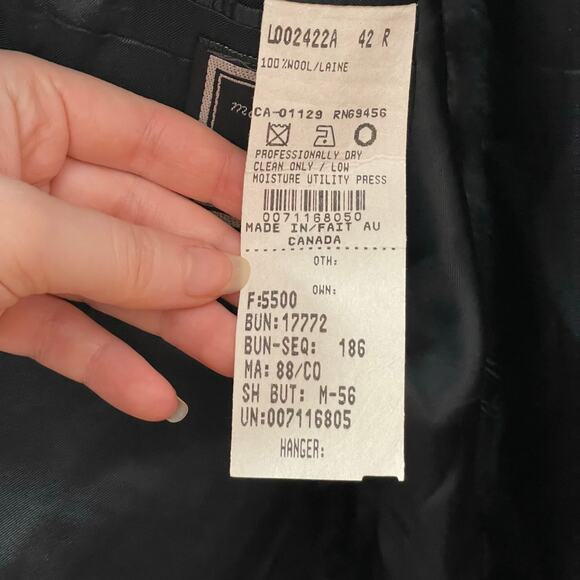 L002422A 42 R
100%WOOL/LAINE
CA-01129 RN69456
PROFESSIONALLY DRY
CLEAN ONLY / LOW
MOISTURE UTILITY PRESS
0071168050
MADE IN/FAIT AU
CANADA
OTH:
OWN:
F:5500
BUN:17772
BUN-SEQ: 186
MA: 88/CO
SH BUT: M-56
UN:007116805
HANGER: